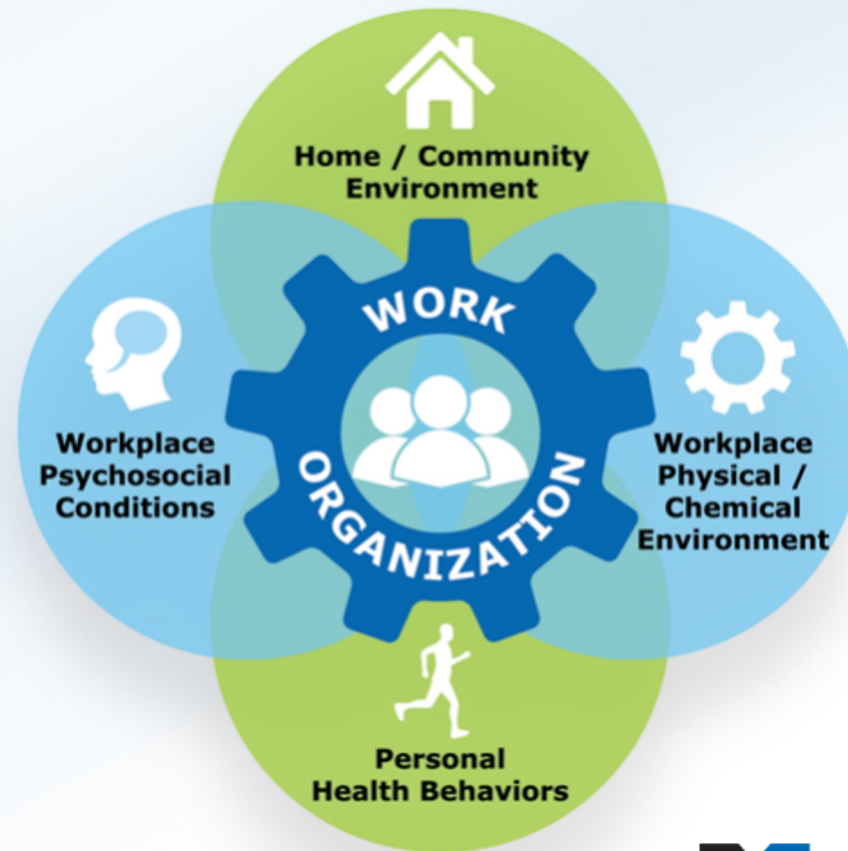 Home / Community
Environment
WORK
ORGANIZATION
Workplace
Psychosocial
Conditions
Workplace
Physical /
Chemical
Environment
Personal
Health Behaviors